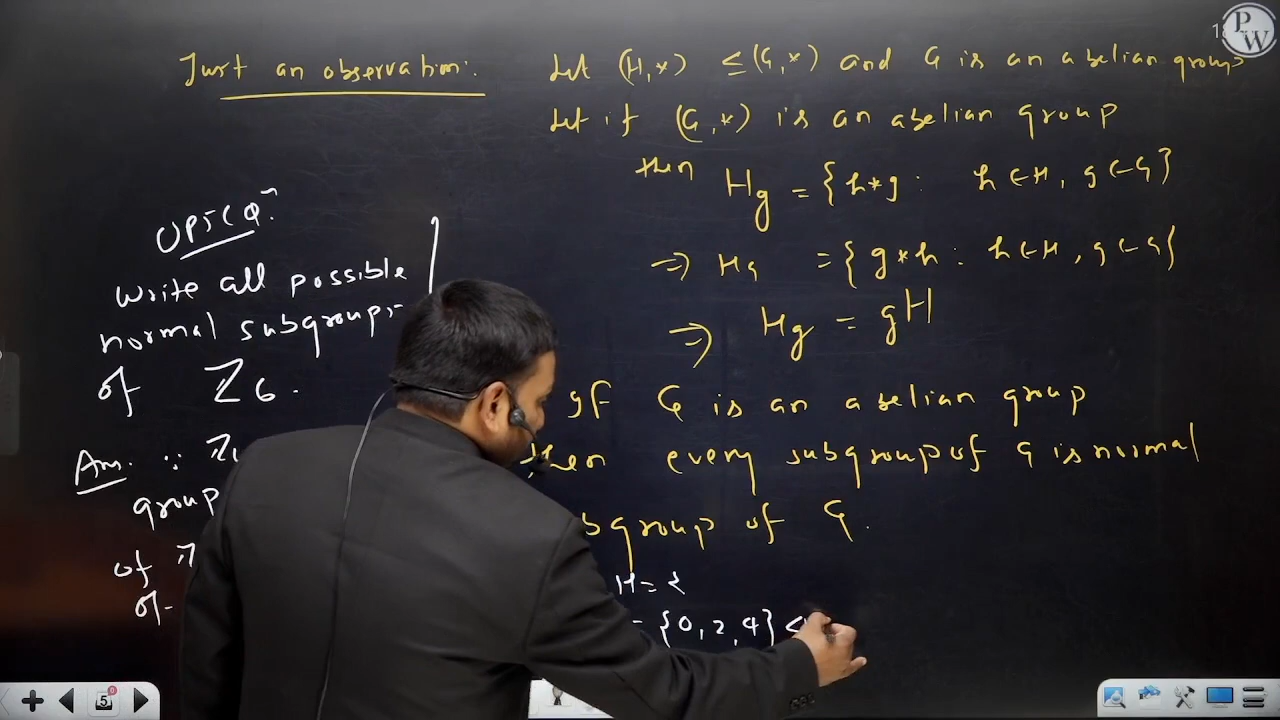 Just an observation:
Let (H,*) ≤ (G,*) and G is an abelian group
Let if (G,*) is an abelian group
then Hg = {h*g : h ∈ H, g ∈ G}
⇒ Hg = {g*h : h ∈ H, g ∈ G}
⇒ Hg = gH
If G is an abelian group
then every subgroup of G is normal
bgroup of G.
H = {
= {0, 2, 4} <
Write all possible
normal subgroups
of Z6.
Ans. ∵
group
of
of
PW